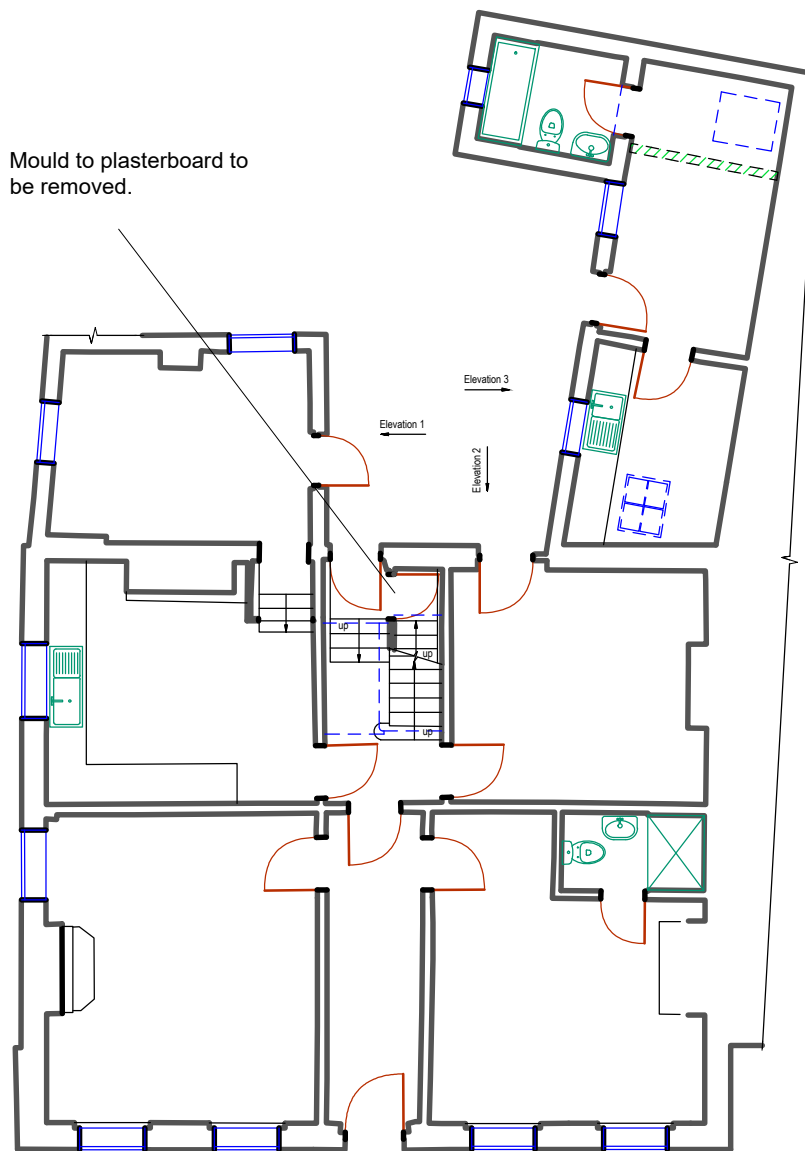 Mould to plasterboard to
be removed.
Elevation 3
Elevation 1
Elevation 2
up
up
up